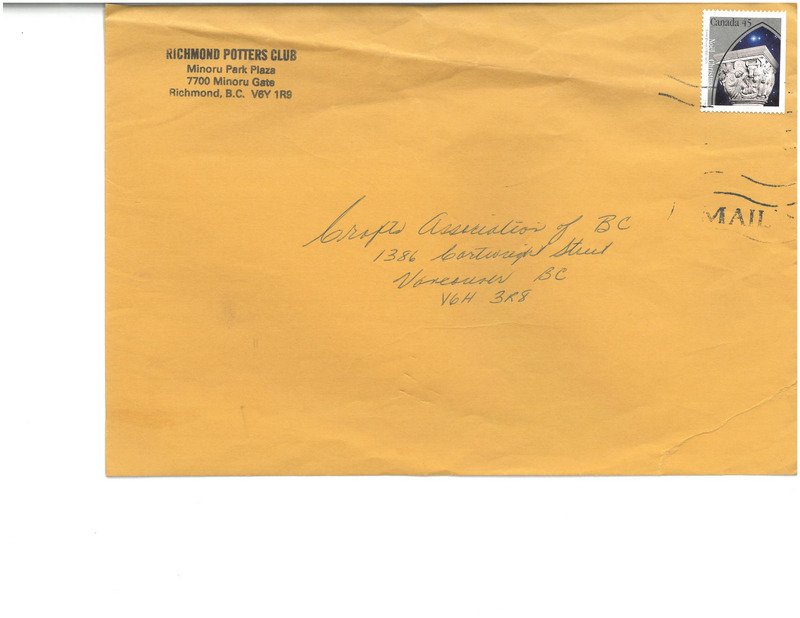 RICHMOND POTTERS CLUB
Minoru Park Plaza
7700 Minoru Gate
Richmond, B.C. V6Y 1R9
Canada 45
MAIL
Crafts Association of BC
1386 Cartwright Street
Vancouver BC
V6H 3R8